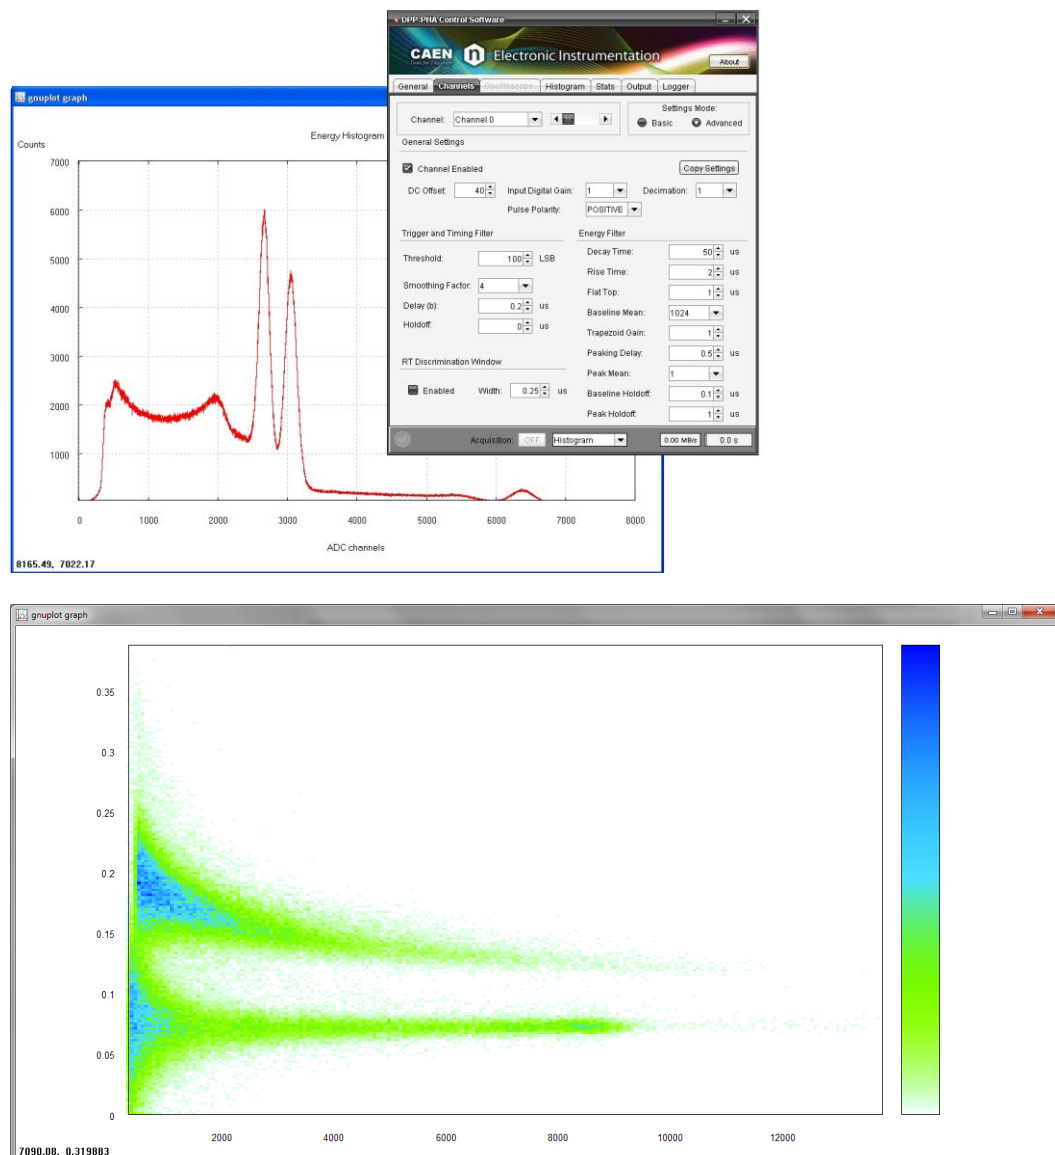 DPP-PHA Control Software
CAEN n Electronic Instrumentation
About
General Channels Oscilloscope Histogram Stats Output Logger
Channel: Channel 0
Settings Mode:
Basic Advanced
General Settings
Channel Enabled Copy Settings
DC Offset: 40 Input Digital Gain: 1 Decimation: 1
Pulse Polarity: POSITIVE
Trigger and Timing Filter
Threshold: 100 LSB
Smoothing Factor: 4
Delay (b): 0.2 us
Holdoff: 0 us
RT Discrimination Window
Enabled Width: 0.25 us
Energy Filter
Decay Time: 50 us
Rise Time: 2 us
Flat Top: 1 us
Baseline Mean: 1024
Trapezoid Gain: 1
Peaking Delay: 0.5 us
Peak Mean: 1
Baseline Holdoff: 0.1 us
Peak Holdoff: 1 us
Acquisition: OFF Histogram 0.00 MB/s 0.0 s
gnuplot graph
Energy Histogram
Counts
7000
6000
5000
4000
3000
2000
1000
0 1000 2000 3000 4000 5000 6000 7000 8000
ADC channels
8165.49, 7022.17
gnuplot graph
0.35
0.3
0.25
0.2
0.15
0.1
0.05
0
2000 4000 6000 8000 10000 12000
7090.08, 0.319883